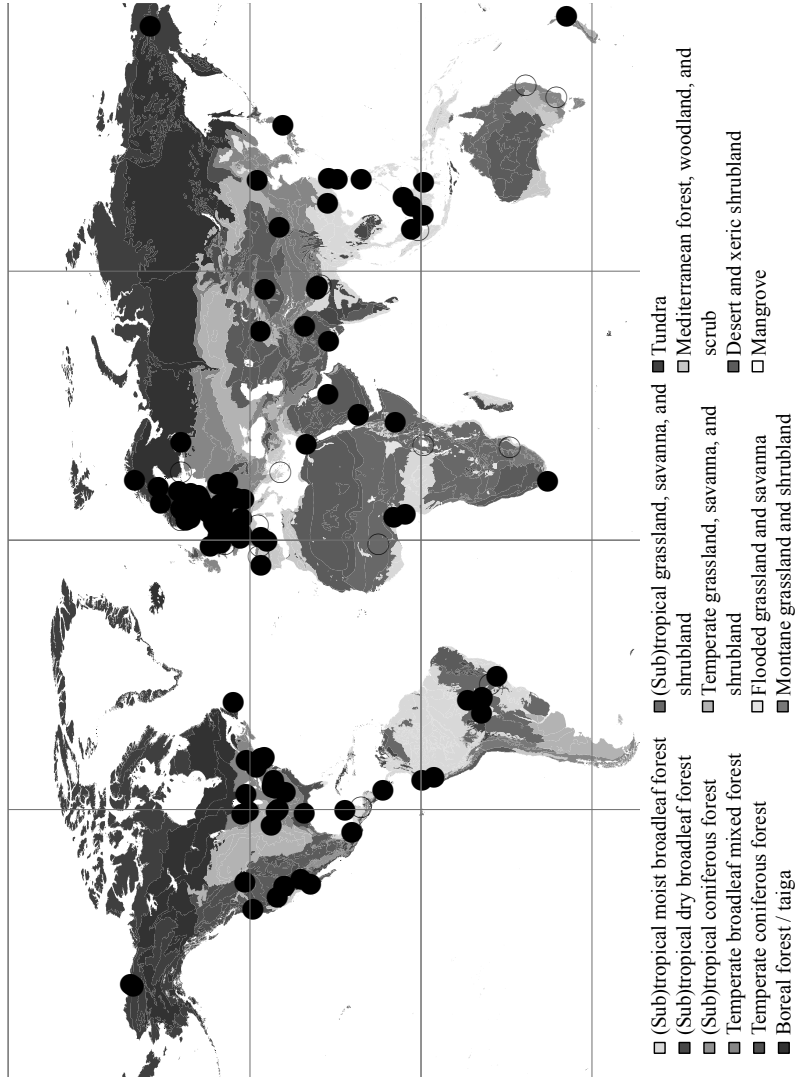 (Sub)tropical moist broadleaf forest
(Sub)tropical dry broadleaf forest
(Sub)tropical coniferous forest
Temperate broadleaf mixed forest
Temperate coniferous forest
Boreal forest / taiga
(Sub)tropical grassland, savanna, and
shrubland
Temperate grassland, savanna, and
shrubland
Flooded grassland and savanna
Montane grassland and shrubland
Tundra
Mediterranean forest, woodland, and
scrub
Desert and xeric shrubland
Mangrove